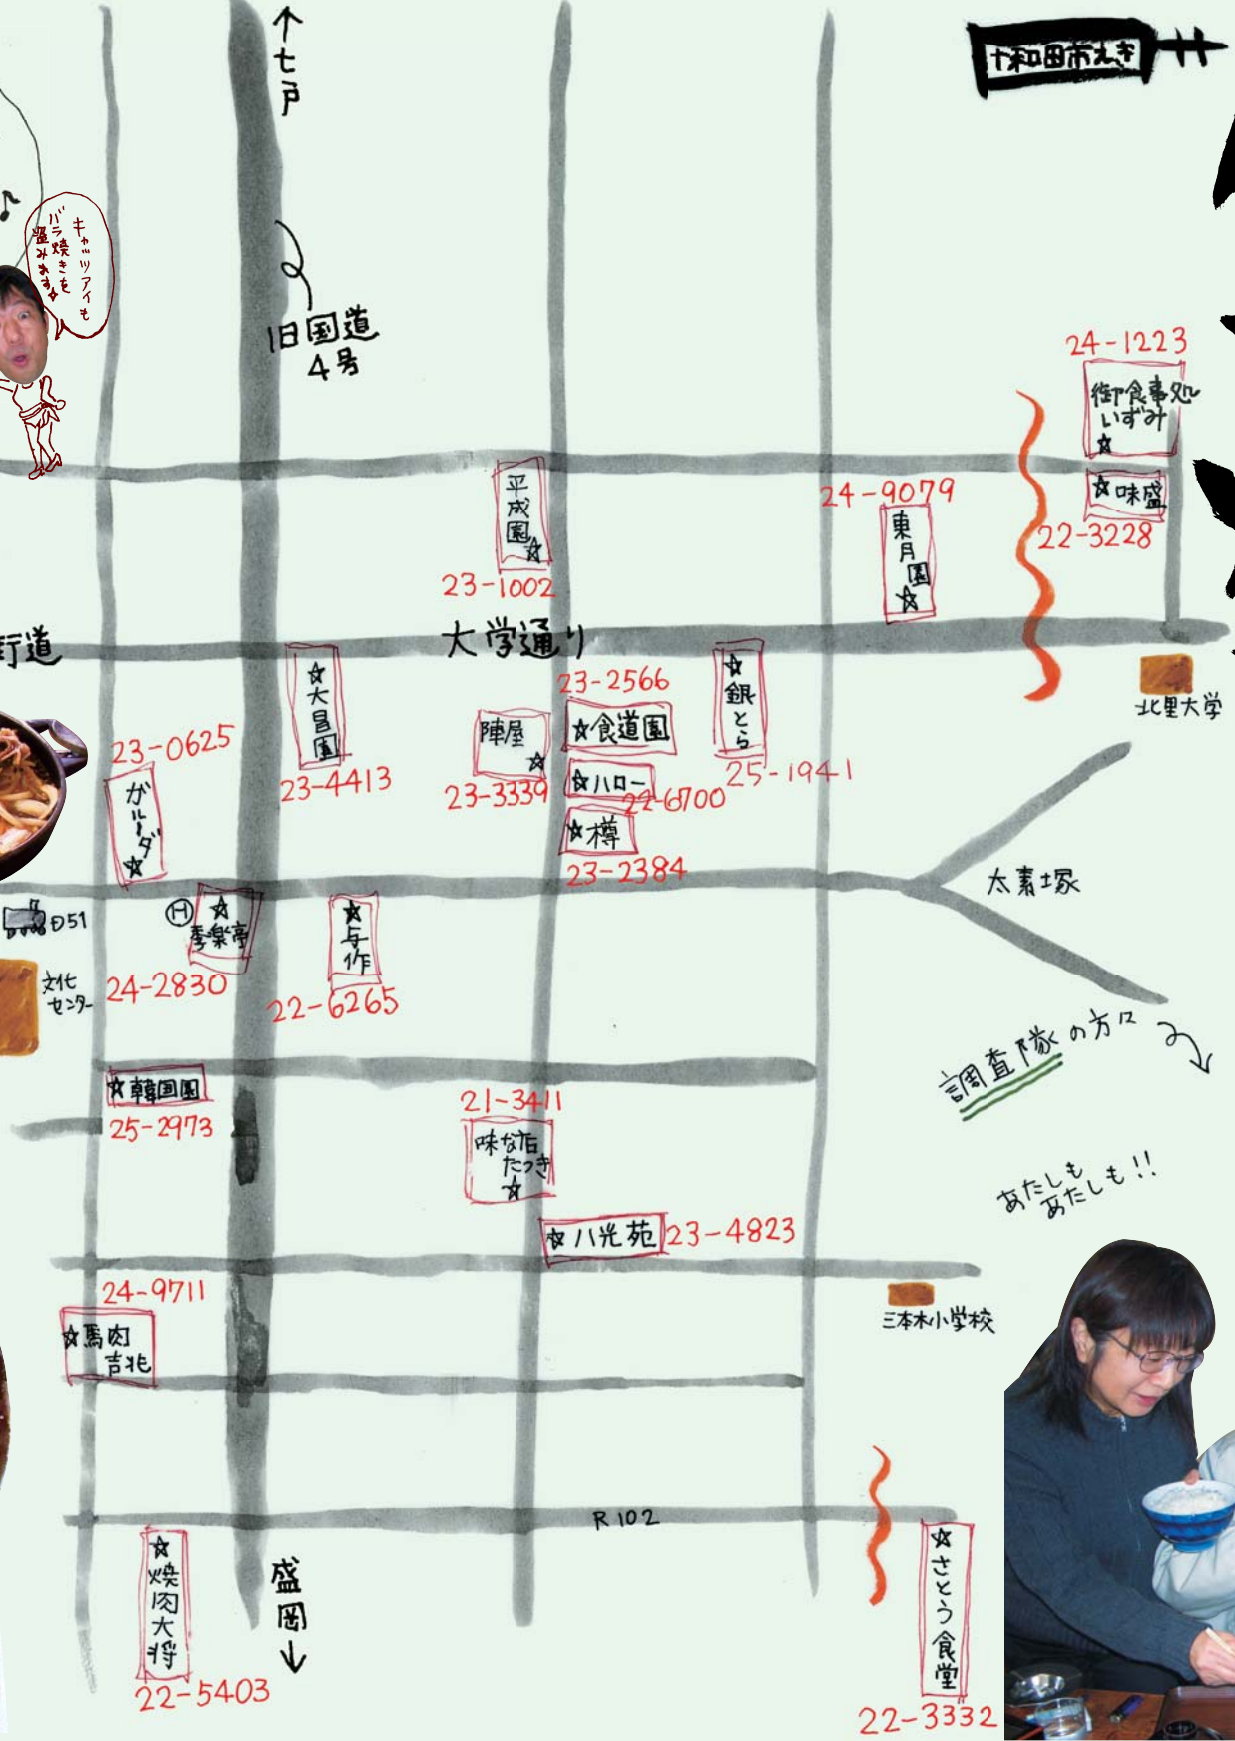 ↑七戸
十和田市えき
キャッツアイも
バラ焼きを
盗みます☆
旧国道
4号
24-1223
御食事処
いずみ
☆
☆味盛
22-3228
平成園☆
23-1002
24-9079
東月園☆
街道
大学通り
北里大学
☆大昌園
23-4413
陣屋
☆
23-3339
23-2566
☆食道園
☆ハロー
22-6700
☆樽
23-2384
☆銀とら
25-1941
23-0625
ガルーダ☆
太素塚
D51
文化
センター
Ⓗ
☆
季楽亭
24-2830
☆与作
22-6265
調査隊の方々
☆韓国園
25-2973
21-3411
味な店
たつき
☆
あたしも
あたしも!!
☆八光苑
23-4823
24-9711
☆馬肉
吉兆
三本木小学校
R102
☆焼肉大将
22-5403
盛岡↓
☆さとう食堂
22-3332